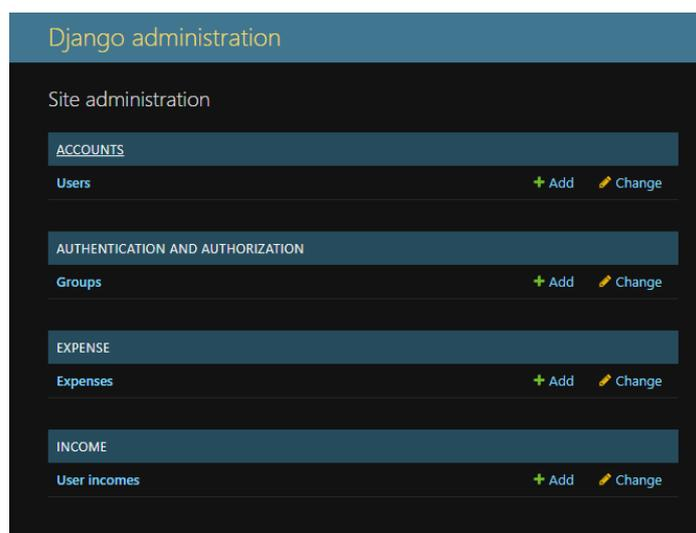 Django administration
Site administration
ACCOUNTS
Users + Add Change
AUTHENTICATION AND AUTHORIZATION
Groups + Add Change
EXPENSE
Expenses + Add Change
INCOME
User incomes + Add Change